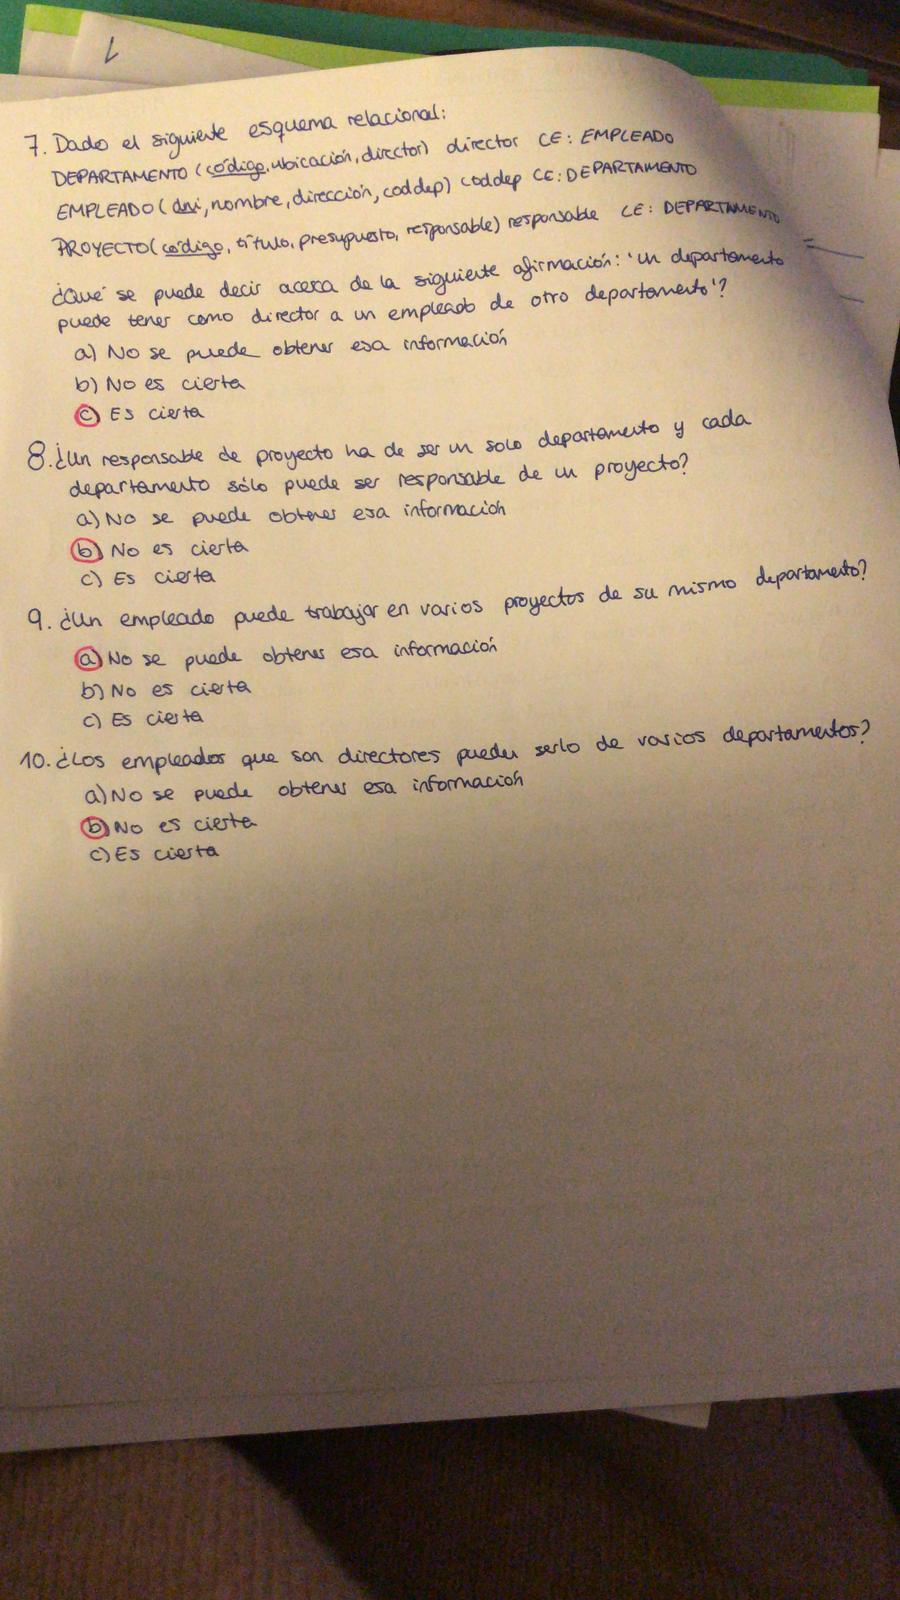 7. Dado el siguiente esquema relacional:
DEPARTAMENTO (código, ubicación, director) director CE: EMPLEADO
EMPLEADO (dni, nombre, dirección, coddep) coddep CE: DEPARTAMENTO
PROYECTO (código, título, presupuesto, responsable) responsable CE: DEPARTAMENTO
¿Qué se puede decir acerca de la siguiente afirmación: 'un departamento
puede tener como director a un empleado de otro departamento'?
a) No se puede obtener esa información
b) No es cierta
c) Es cierta
8. ¿Un responsable de proyecto ha de ser un solo departamento y cada
departamento sólo puede ser responsable de un proyecto?
a) No se puede obtener esa información
b) No es cierta
c) Es cierta
9. ¿Un empleado puede trabajar en varios proyectos de su mismo departamento?
a) No se puede obtener esa información
b) No es cierta
c) Es cierta
10. ¿Los empleados que son directores pueden serlo de varios departamentos?
a) No se puede obtener esa información
b) No es cierta
c) Es cierta